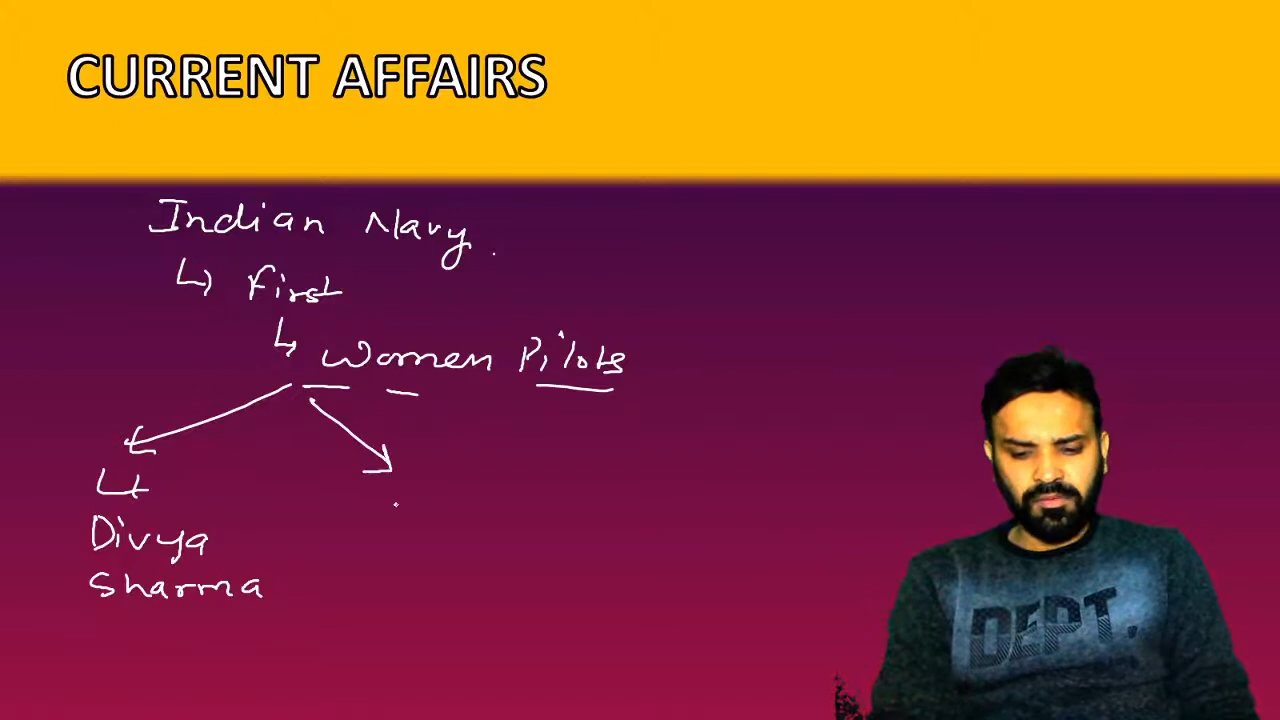 CURRENT AFFAIRS
Indian Navy
First
Women Pilots
Lt
Divya
Sharma
DEPT.